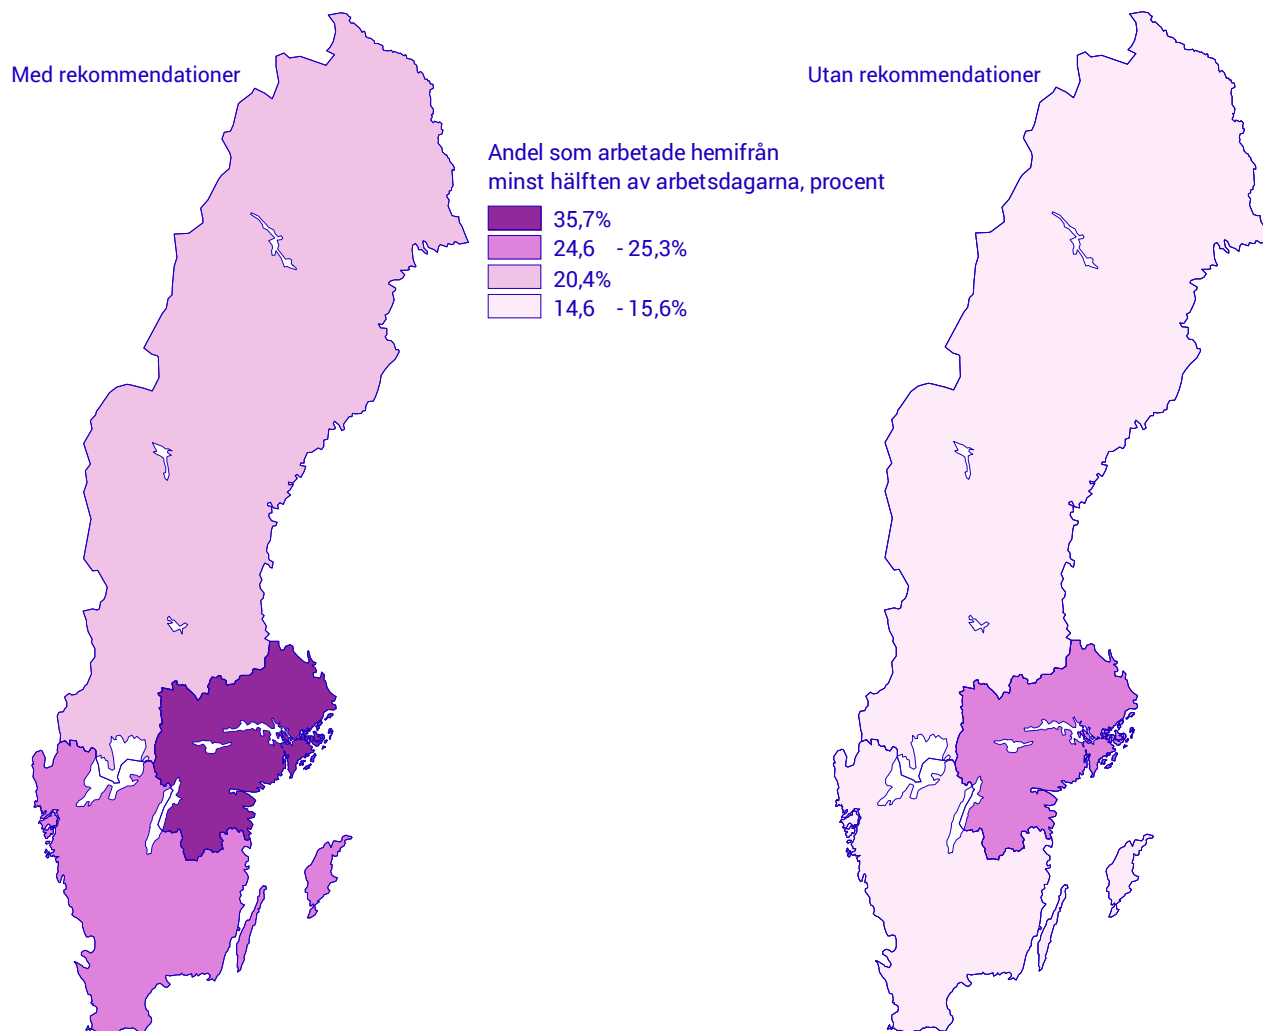 Med rekommendationer
Utan rekommendationer
Andel som arbetade hemifrån
minst hälften av arbetsdagarna, procent
35,7%
24,6 - 25,3%
20,4%
14,6 - 15,6%